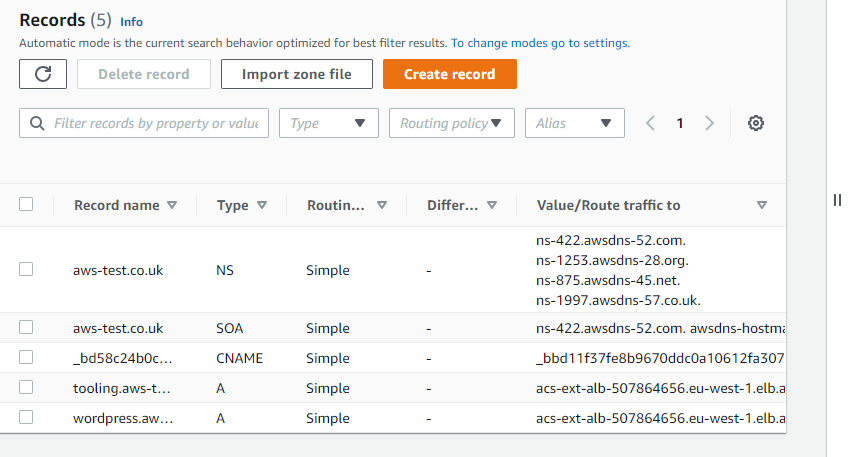 Records (5) Info
Automatic mode is the current search behavior optimized for best filter results. To change modes go to settings.
Delete record Import zone file Create record
Filter records by property or value Type Routing policy Alias 1
Record name Type Routin... Differ... Value/Route traffic to
ns-422.awsdns-52.com.
ns-1253.awsdns-28.org.
aws-test.co.uk NS Simple -
ns-875.awsdns-45.net.
ns-1997.awsdns-57.co.uk.
aws-test.co.uk SOA Simple - ns-422.awsdns-52.com. awsdns-hostma
_bd58c24b0c... CNAME Simple - _bbd11f37fe8b9670ddc0a10612fa307
tooling.aws-t... A Simple - acs-ext-alb-507864656.eu-west-1.elb.a
wordpress.aw... A Simple - acs-ext-alb-507864656.eu-west-1.elb.a